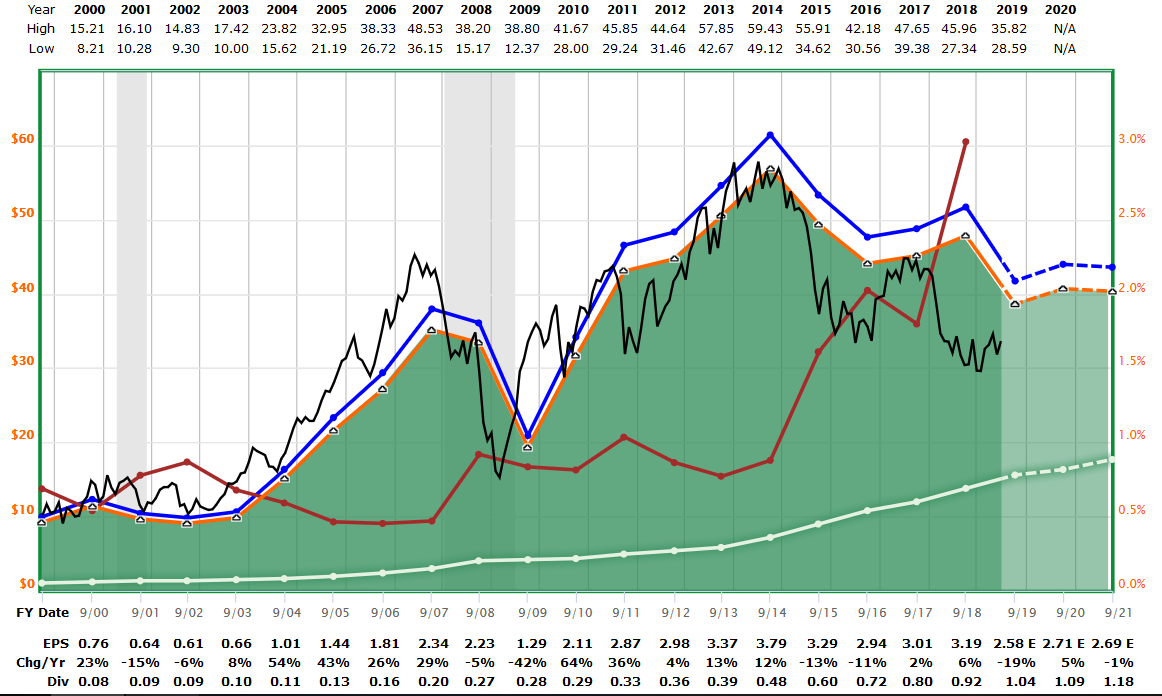 Year 2000 2001 2002 2003 2004 2005 2006 2007 2008 2009 2010 2011 2012 2013 2014 2015 2016 2017 2018 2019 2020
High 15.21 16.10 14.83 17.42 23.82 32.95 38.33 48.53 38.20 38.80 41.67 45.85 44.64 57.85 59.43 55.91 42.18 47.65 45.96 35.82 N/A
Low 8.21 10.28 9.30 10.00 15.62 21.19 26.72 36.15 15.17 12.37 28.00 29.24 31.46 42.67 49.12 34.62 30.56 39.38 27.34 28.59 N/A
$60 3.0%
$50 2.5%
$40 2.0%
$30 1.5%
$20 1.0%
$10 0.5%
$0 0.0%
FY Date 9/00 9/01 9/02 9/03 9/04 9/05 9/06 9/07 9/08 9/09 9/10 9/11 9/12 9/13 9/14 9/15 9/16 9/17 9/18 9/19 9/20 9/21
EPS 0.76 0.64 0.61 0.66 1.01 1.44 1.81 2.34 2.23 1.29 2.11 2.87 2.98 3.37 3.79 3.29 2.94 3.01 3.19 2.58 E 2.71 E 2.69 E
Chg/Yr 23% -15% -6% 8% 54% 43% 26% 29% -5% -42% 64% 36% 4% 13% 12% -13% -11% 2% 6% -19% 5% -1%
Div 0.08 0.09 0.09 0.10 0.11 0.13 0.16 0.20 0.27 0.28 0.29 0.33 0.36 0.39 0.48 0.60 0.72 0.80 0.92 1.04 1.09 1.18